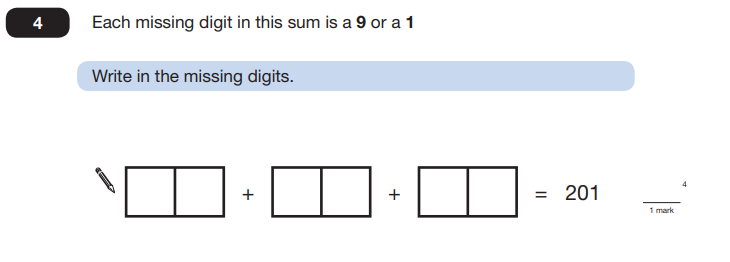 4 Each missing digit in this sum is a 9 or a 1
Write in the missing digits.
+ + = 201
4
1 mark